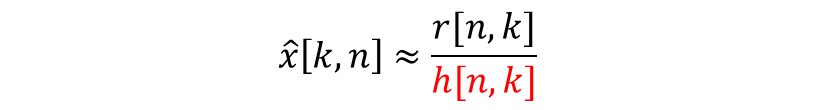 x̂[k, n] ≈ r[n, k] / h[n, k]